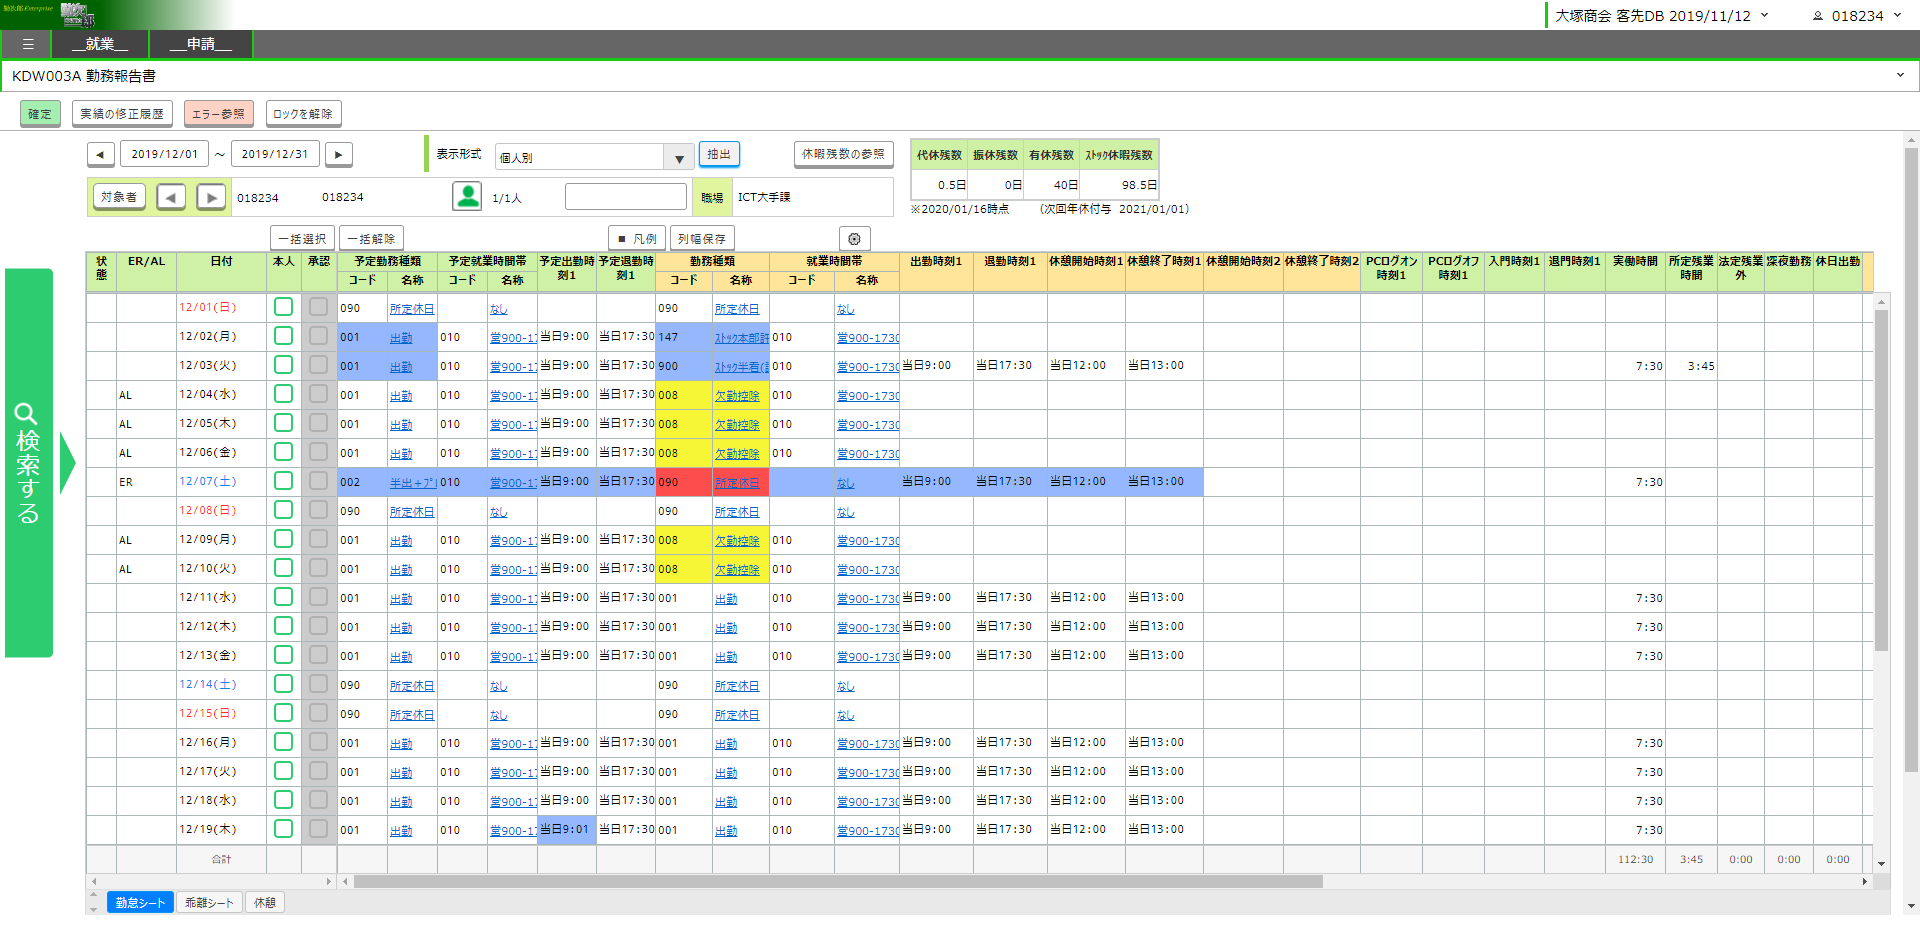 勤次郎 Enterprise
大塚商会 客先DB 2019/11/12
018234
☰ __就業__ __申請__
KDW003A 勤務報告書
確定 実績の修正履歴 エラー参照 ロックを解除
◀ 2019/12/01 ～ 2019/12/31 ▶ 表示形式 個人別 ▼ 抽出 休暇残数の参照
代休残数 振休残数 有休残数 ｽﾄｯｸ休暇残数
0.5日 0日 40日 98.5日
※2020/01/16時点 （次回年休付与 2021/01/01）
対象者 ◀ ▶ 018234 018234 1/1人 職場 ICT大手課
一括選択 一括解除 ■ 凡例 列幅保存
検索する
状態 ER/AL 日付 本人 承認 予定勤務種類 予定就業時間帯 予定出勤時刻1 予定退勤時刻1 勤務種類 就業時間帯 出勤時刻1 退勤時刻1 休憩開始時刻1 休憩終了時刻1 休憩開始時刻2 休憩終了時刻2 PCログオン時刻1 PCログオフ時刻1 入門時刻1 退門時刻1 実働時間 所定残業時間 法定残業外 深夜勤務 休日出勤
コード 名称 コード 名称 コード 名称 コード 名称
12/01(日) 090 所定休日 なし 090 所定休日 なし
12/02(月) 001 出勤 010 営900-17 当日9:00 当日17:30 147 ｽﾄｯｸ本部許 010 営900-1730
12/03(火) 001 出勤 010 営900-17 当日9:00 当日17:30 900 ｽﾄｯｸ半君( 010 営900-1730 当日9:00 当日17:30 当日12:00 当日13:00 7:30 3:45
AL 12/04(水) 001 出勤 010 営900-17 当日9:00 当日17:30 008 欠勤控除 010 営900-1730
AL 12/05(木) 001 出勤 010 営900-17 当日9:00 当日17:30 008 欠勤控除 010 営900-1730
AL 12/06(金) 001 出勤 010 営900-17 当日9:00 当日17:30 008 欠勤控除 010 営900-1730
ER 12/07(土) 002 半出+ﾌﾟ 010 営900-17 当日9:00 当日17:30 090 所定休日 なし 当日9:00 当日17:30 当日12:00 当日13:00 7:30
12/08(日) 090 所定休日 なし 090 所定休日 なし
AL 12/09(月) 001 出勤 010 営900-17 当日9:00 当日17:30 008 欠勤控除 010 営900-1730
AL 12/10(火) 001 出勤 010 営900-17 当日9:00 当日17:30 008 欠勤控除 010 営900-1730
12/11(水) 001 出勤 010 営900-17 当日9:00 当日17:30 001 出勤 010 営900-1730 当日9:00 当日17:30 当日12:00 当日13:00 7:30
12/12(木) 001 出勤 010 営900-17 当日9:00 当日17:30 001 出勤 010 営900-1730 当日9:00 当日17:30 当日12:00 当日13:00 7:30
12/13(金) 001 出勤 010 営900-17 当日9:00 当日17:30 001 出勤 010 営900-1730 当日9:00 当日17:30 当日12:00 当日13:00 7:30
12/14(土) 090 所定休日 なし 090 所定休日 なし
12/15(日) 090 所定休日 なし 090 所定休日 なし
12/16(月) 001 出勤 010 営900-17 当日9:00 当日17:30 001 出勤 010 営900-1730 当日9:00 当日17:30 当日12:00 当日13:00 7:30
12/17(火) 001 出勤 010 営900-17 当日9:00 当日17:30 001 出勤 010 営900-1730 当日9:00 当日17:30 当日12:00 当日13:00 7:30
12/18(水) 001 出勤 010 営900-17 当日9:00 当日17:30 001 出勤 010 営900-1730 当日9:00 当日17:30 当日12:00 当日13:00 7:30
12/19(木) 001 出勤 010 営900-17 当日9:01 当日17:30 001 出勤 010 営900-1730 当日9:00 当日17:30 当日12:00 当日13:00 7:30
合計 112:30 3:45 0:00 0:00 0:00
勤怠シート 乖離シート 休憩